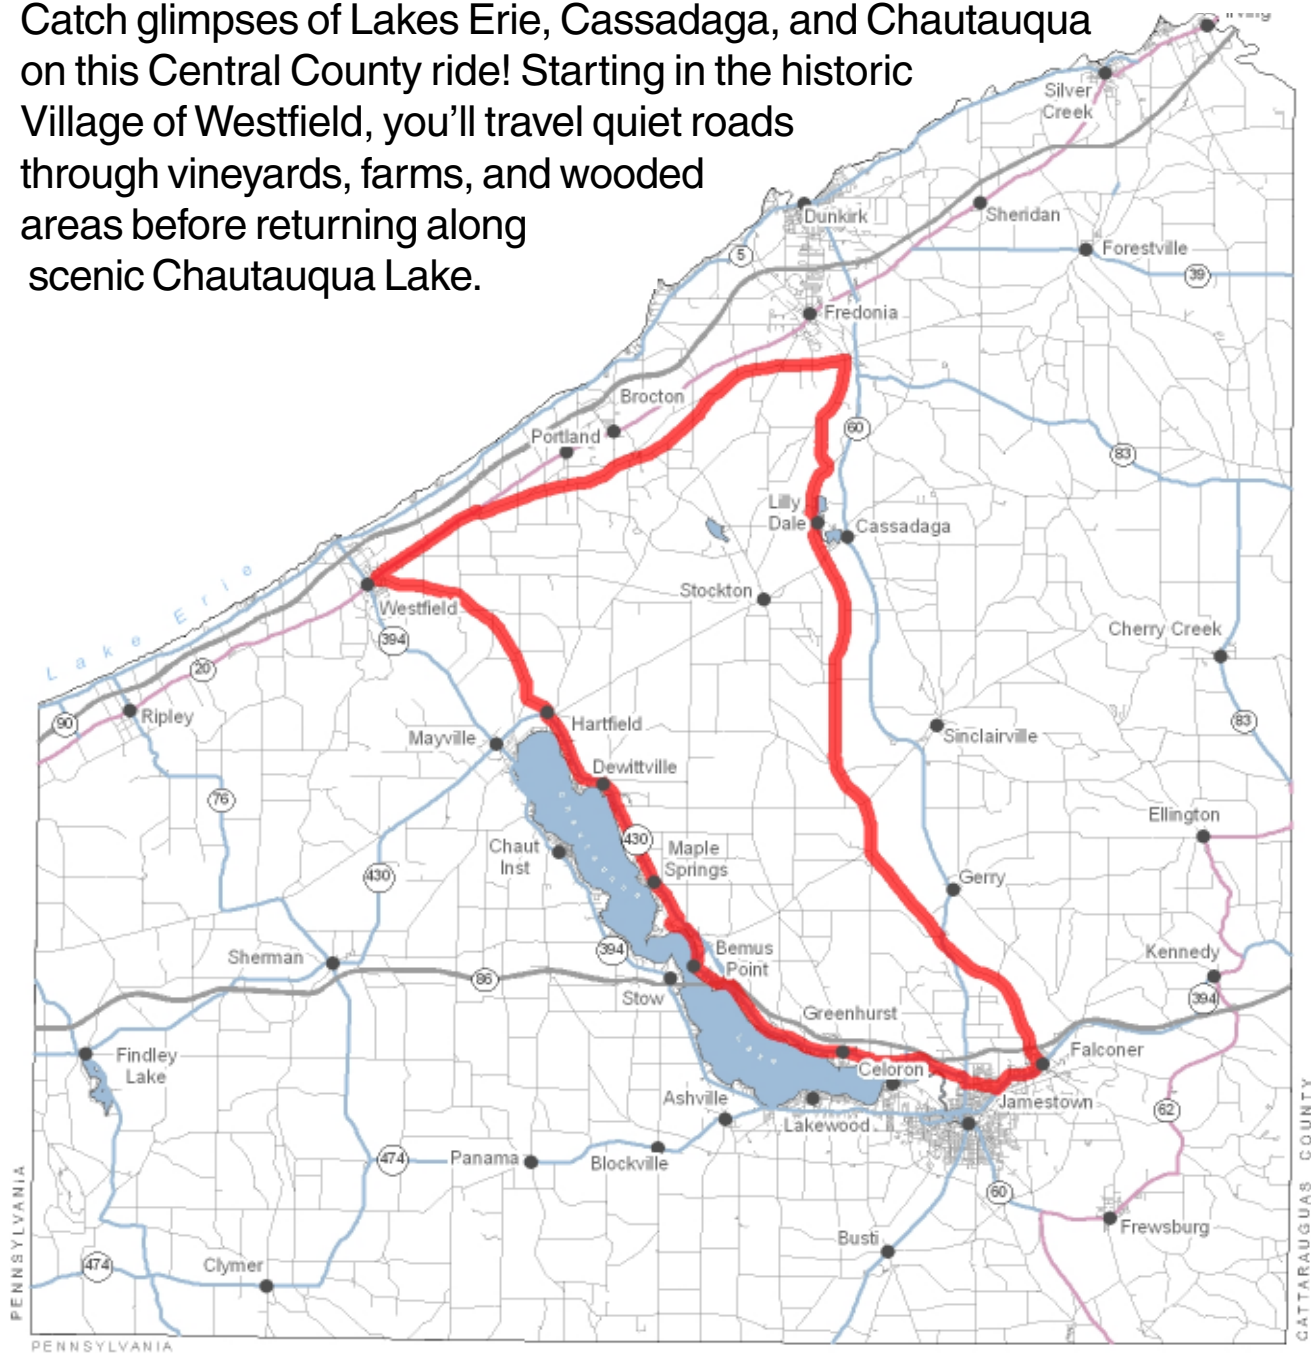 Catch glimpses of Lakes Erie, Cassadaga, and Chautauqua
on this Central County ride! Starting in the historic
Village of Westfield, you’ll travel quiet roads
through vineyards, farms, and wooded
areas before returning along
scenic Chautauqua Lake.
Silver
Creek
Dunkirk
Sheridan
5
Forestville
39
Fredonia
Brocton
Portland
60
83
Lilly
Dale
Cassadaga
Lake Erie
Stockton
Westfield
394
Cherry Creek
20
90
Ripley
Hartfield
83
Mayville
Sinclairville
Dewittville
76
Ellington
430
Chaut
Inst
Maple
Springs
430
Gerry
394
Bemus
Point
Kennedy
Sherman
86
Stow
394
Greenhurst
Findley
Lake
Lake
Falconer
Celoron
Ashville
Jamestown
62
Lakewood
474
Panama
Blockville
60
Frewsburg
Busti
474
Clymer
PENNSYLVANIA
PENNSYLVANIA
CATTARAUGUAS COUNTY